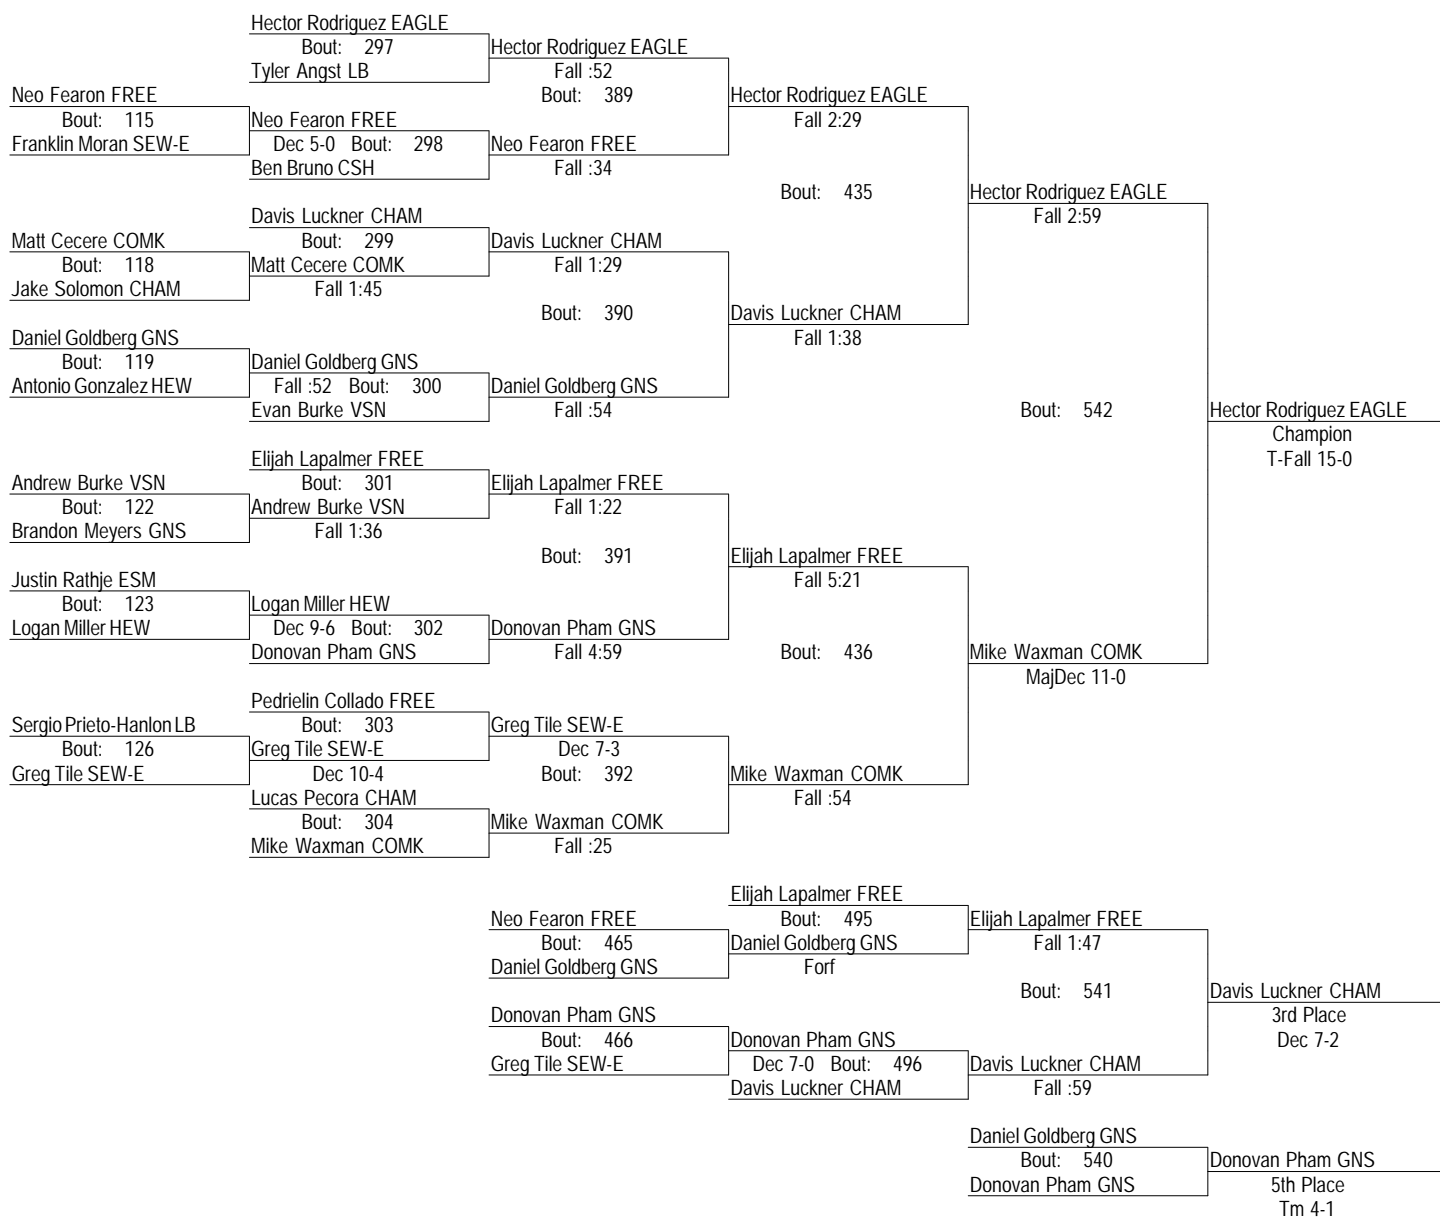 Hector Rodriguez EAGLE
Bout: 297
Hector Rodriguez EAGLE
Tyler Angst LB
Fall :52
Neo Fearon FREE
Bout: 389
Hector Rodriguez EAGLE
Bout: 115
Neo Fearon FREE
Fall 2:29
Franklin Moran SEW-E
Dec 5-0 Bout: 298
Neo Fearon FREE
Ben Bruno CSH
Fall :34
Bout: 435
Hector Rodriguez EAGLE
Davis Luckner CHAM
Fall 2:59
Matt Cecere COMK
Bout: 299
Davis Luckner CHAM
Bout: 118
Matt Cecere COMK
Fall 1:29
Jake Solomon CHAM
Fall 1:45
Bout: 390
Davis Luckner CHAM
Daniel Goldberg GNS
Fall 1:38
Bout: 119
Daniel Goldberg GNS
Antonio Gonzalez HEW
Fall :52 Bout: 300
Daniel Goldberg GNS
Evan Burke VSN
Fall :54
Bout: 542
Hector Rodriguez EAGLE
Champion
T-Fall 15-0
Elijah Lapalmer FREE
Andrew Burke VSN
Bout: 301
Elijah Lapalmer FREE
Bout: 122
Andrew Burke VSN
Fall 1:22
Brandon Meyers GNS
Fall 1:36
Bout: 391
Elijah Lapalmer FREE
Justin Rathje ESM
Fall 5:21
Bout: 123
Logan Miller HEW
Logan Miller HEW
Dec 9-6 Bout: 302
Donovan Pham GNS
Donovan Pham GNS
Fall 4:59
Bout: 436
Mike Waxman COMK
MajDec 11-0
Pedrielin Collado FREE
Sergio Prieto-Hanlon LB
Bout: 303
Greg Tile SEW-E
Bout: 126
Greg Tile SEW-E
Dec 7-3
Greg Tile SEW-E
Dec 10-4
Bout: 392
Mike Waxman COMK
Lucas Pecora CHAM
Fall :54
Bout: 304
Mike Waxman COMK
Mike Waxman COMK
Fall :25
Elijah Lapalmer FREE
Neo Fearon FREE
Bout: 495
Elijah Lapalmer FREE
Bout: 465
Daniel Goldberg GNS
Fall 1:47
Daniel Goldberg GNS
Forf
Bout: 541
Davis Luckner CHAM
Donovan Pham GNS
3rd Place
Bout: 466
Donovan Pham GNS
Dec 7-2
Greg Tile SEW-E
Dec 7-0 Bout: 496
Davis Luckner CHAM
Davis Luckner CHAM
Fall :59
Daniel Goldberg GNS
Bout: 540
Donovan Pham GNS
Donovan Pham GNS
5th Place
Tm 4-1